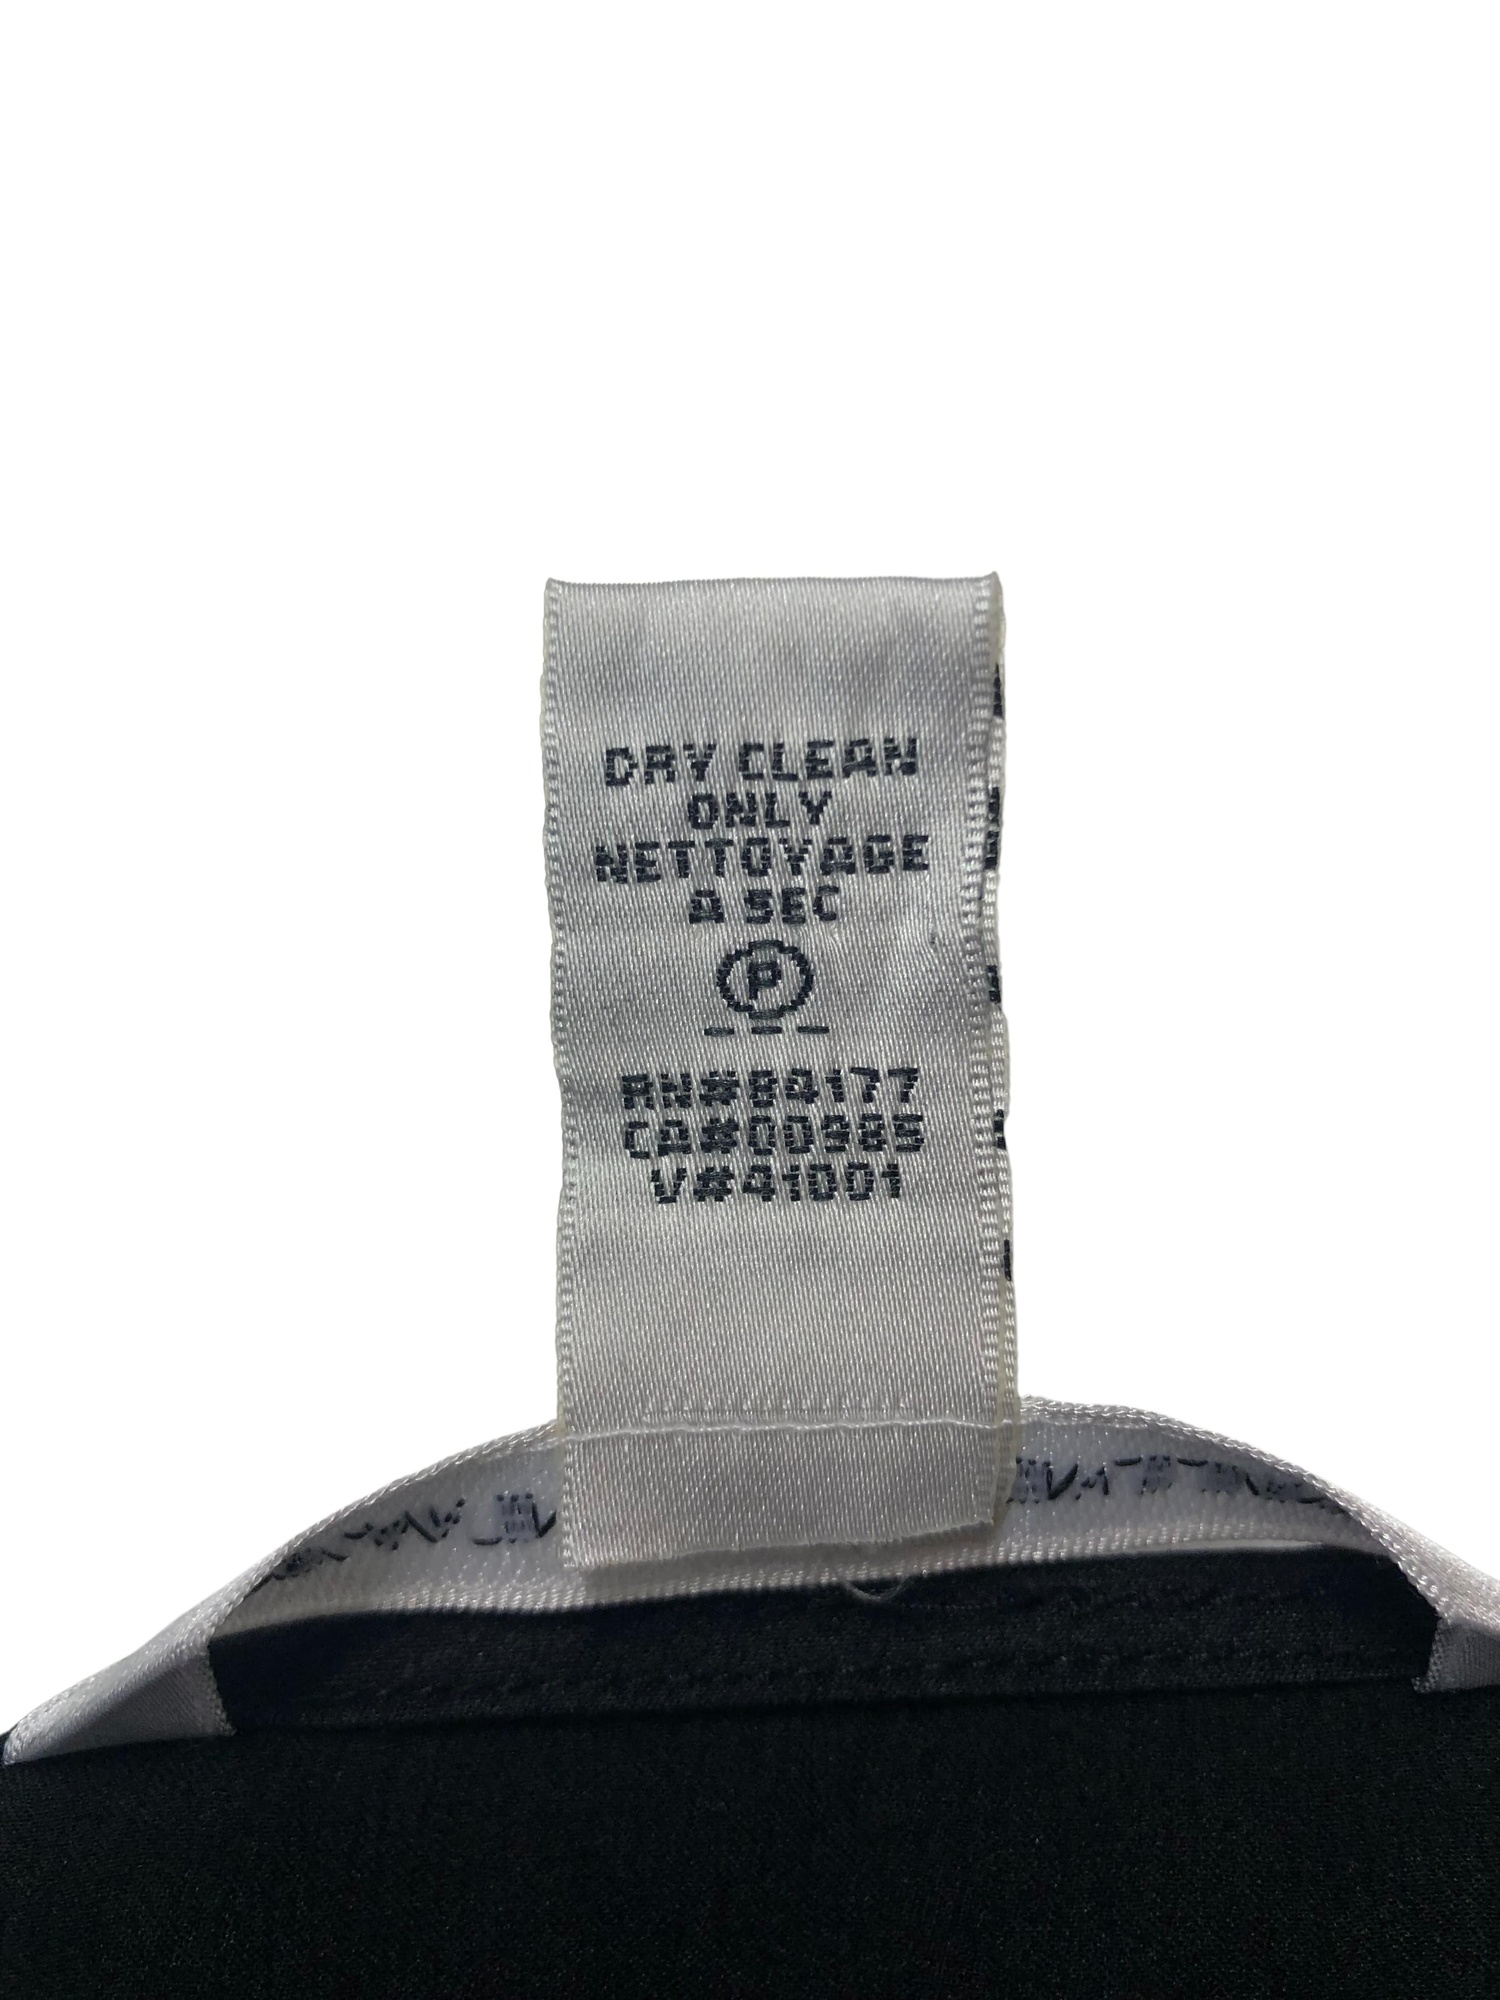 DRY CLEAN
ONLY
NETTOYAGE
A SEC
P
RN#84177
CA#00985
V#41001